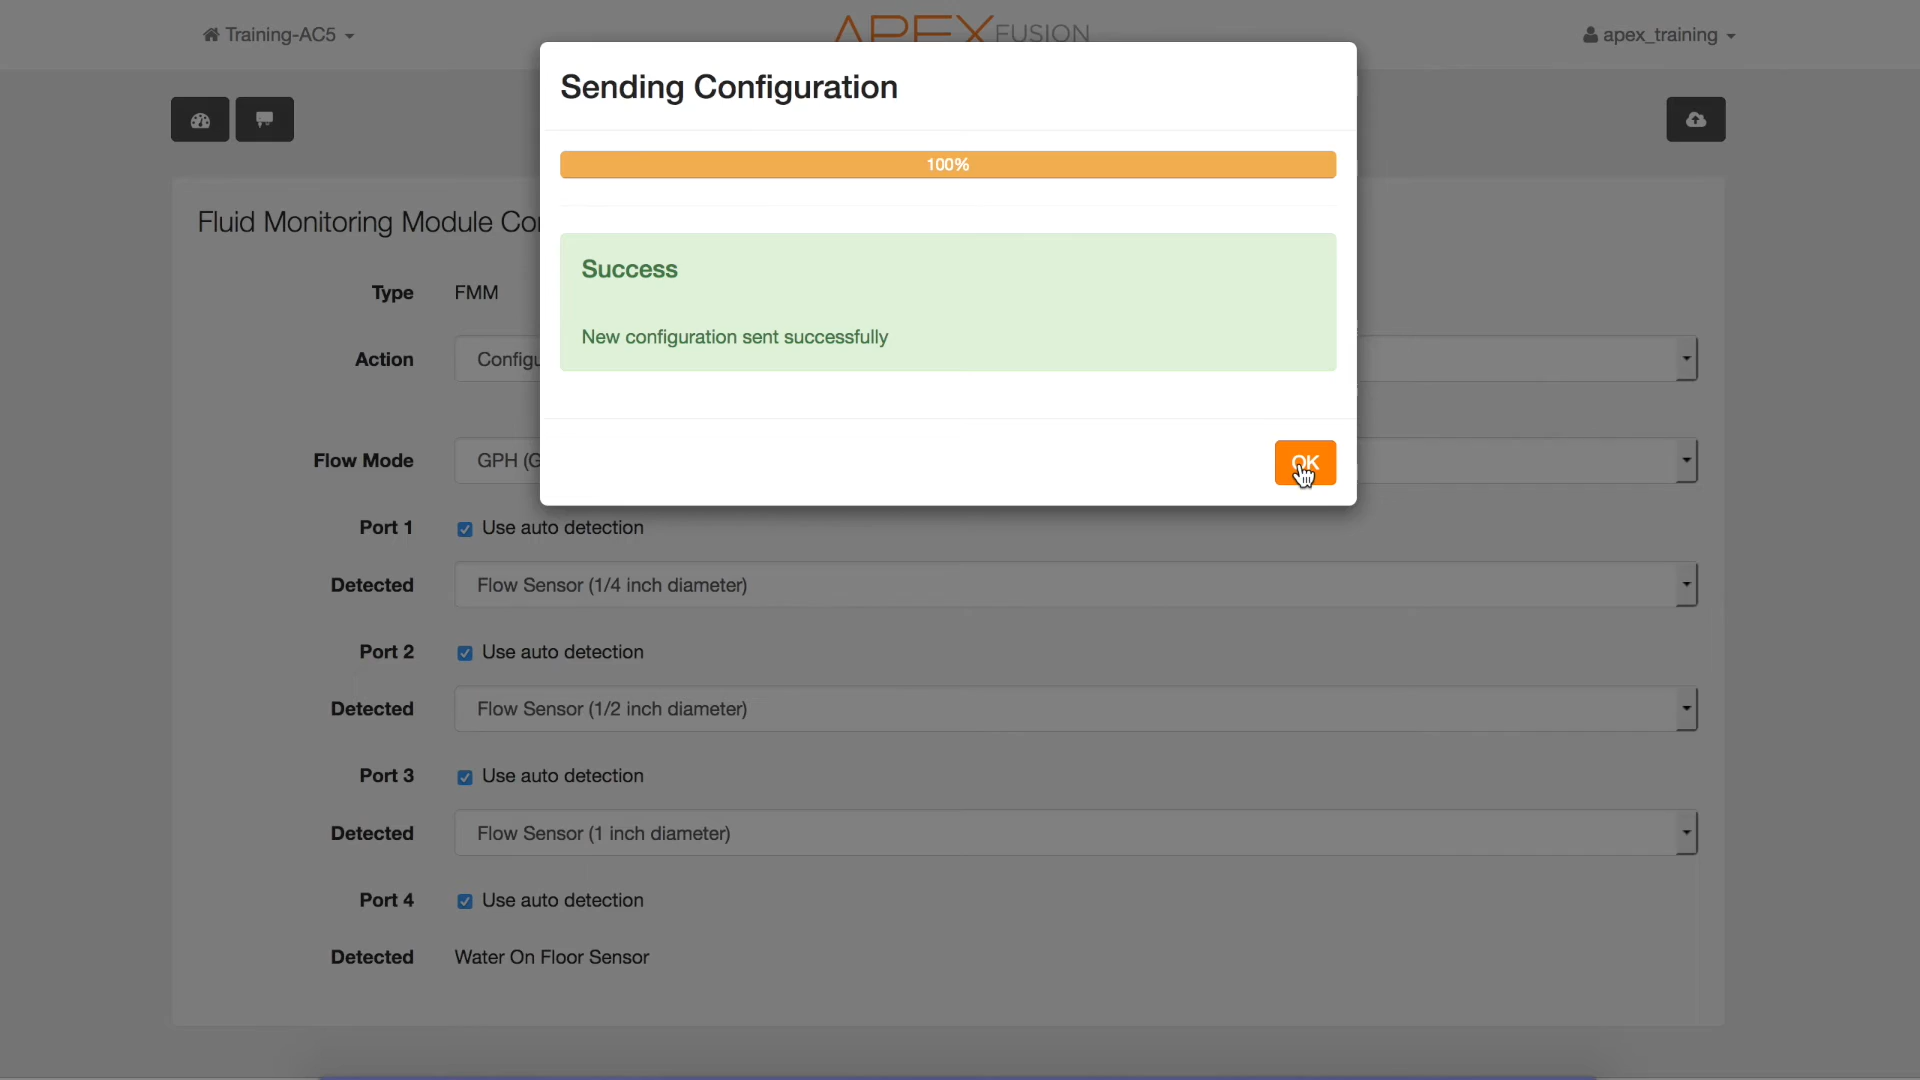 Training-AC5
APEX FUSION
apex_training
Sending Configuration
100%
Success
New configuration sent successfully
OK
Fluid Monitoring Module Co
Type FMM
Action Configu
Flow Mode GPH (G
Port 1 Use auto detection
Detected Flow Sensor (1/4 inch diameter)
Port 2 Use auto detection
Detected Flow Sensor (1/2 inch diameter)
Port 3 Use auto detection
Detected Flow Sensor (1 inch diameter)
Port 4 Use auto detection
Detected Water On Floor Sensor